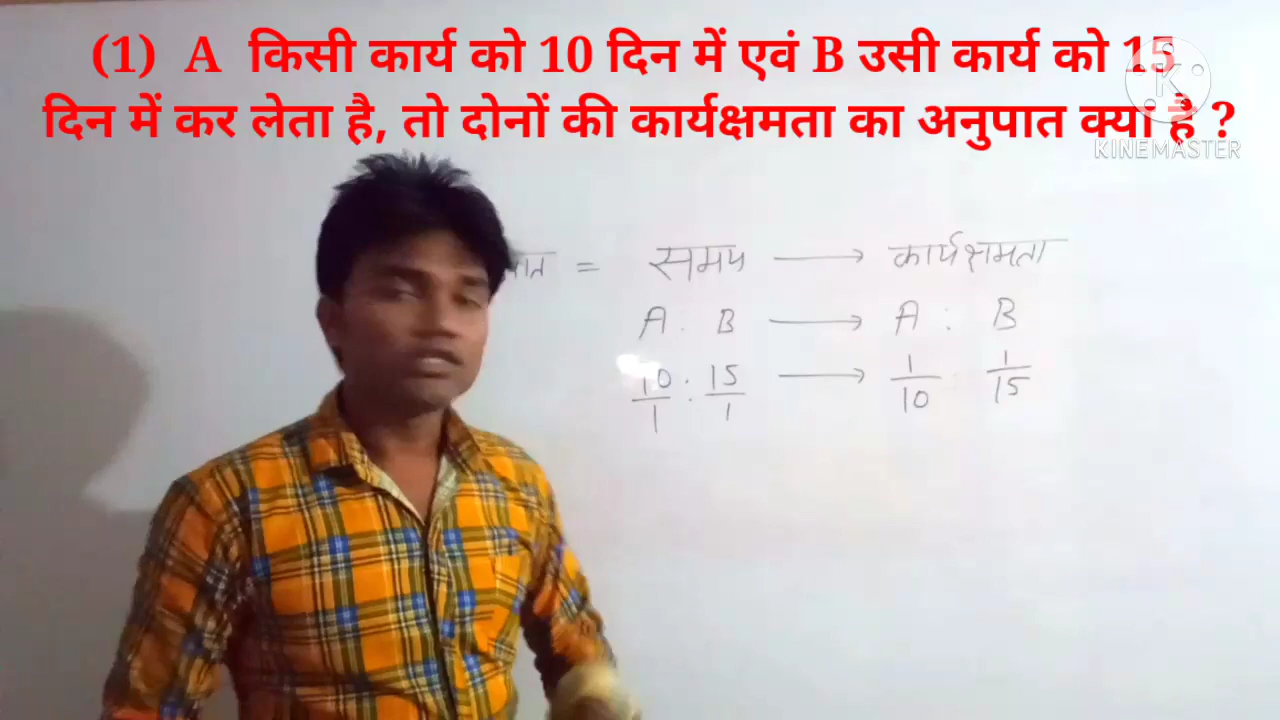 (1) A किसी कार्य को 10 दिन में एवं B उसी कार्य को 15
दिन में कर लेता है, तो दोनों की कार्यक्षमता का अनुपात क्या है ?
KINEMASTER
= समय → कार्यक्षमता
A : B → A : B
10/1 : 15/1 → 1/10 1/15